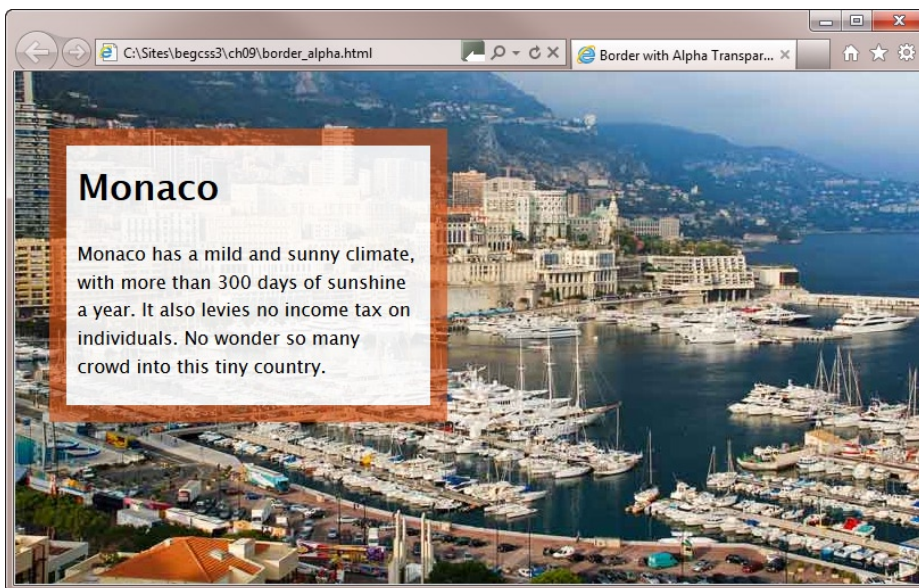 C:\Sites\begcss3\ch09\border_alpha.html
Border with Alpha Transpar...
Monaco
Monaco has a mild and sunny climate,
with more than 300 days of sunshine
a year. It also levies no income tax on
individuals. No wonder so many
crowd into this tiny country.